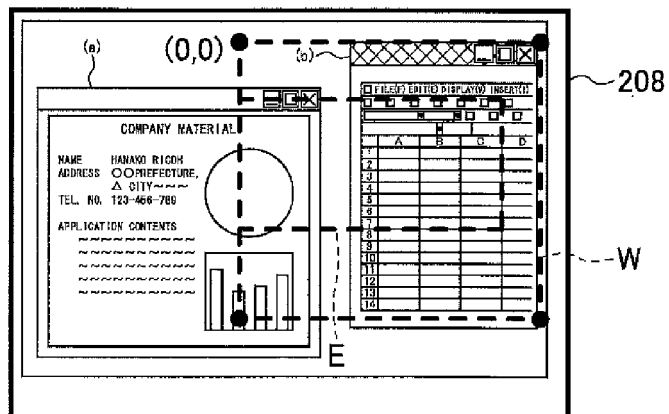 (a)
(0,0)
(b)
208
FILE(F) EDIT(E) DISPLAY(V) INSERT(I)
COMPANY MATERIAL
NAME HANAKO RICOH
ADDRESS ○○PREFECTURE,
△ CITY~~~
TEL. NO. 123-456-789
APPLICATION CONTENTS
A B C D
1
2
3
4
5
6
7
8
9
10
11
12
13
14
W
E